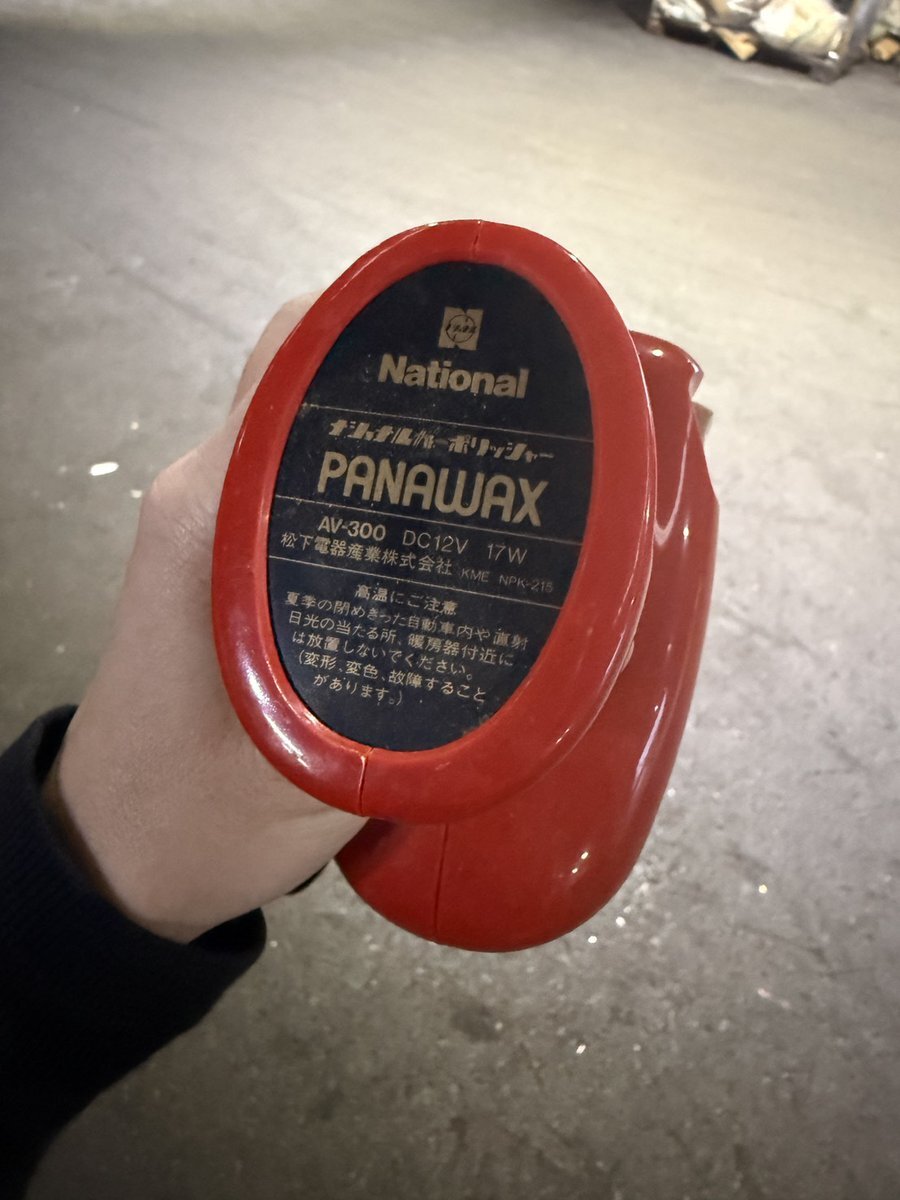 National
ナショナルカーポリッシャー
PANAWAX
AV-300 DC12V 17W
松下電器産業株式会社 KME NPK-215
高温にご注意
夏季の閉めきった自動車内や直射
日光の当たる所、暖房器付近に
は放置しないでください。
(変形、変色、故障すること
があります。)